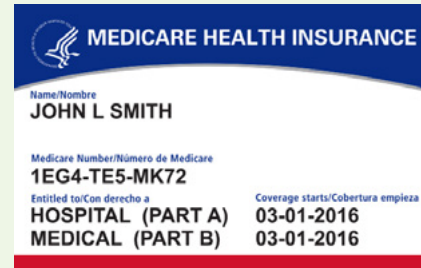 MEDICARE HEALTH INSURANCE
Name/Nombre
JOHN L SMITH
Medicare Number/Número de Medicare
1EG4-TE5-MK72
Entitled to/Con derecho a Coverage starts/Cobertura empieza
HOSPITAL (PART A) 03-01-2016
MEDICAL (PART B) 03-01-2016